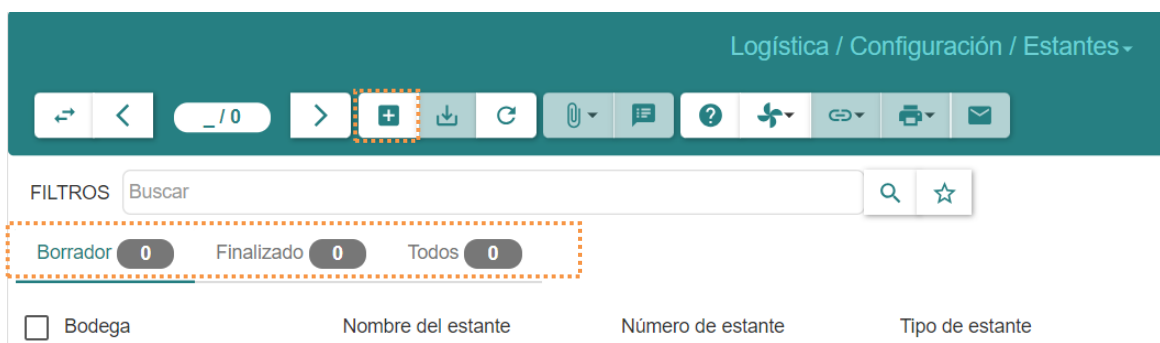 Logística / Configuración / Estantes
_ / 0
FILTROS Buscar
Borrador 0 Finalizado 0 Todos 0
Bodega Nombre del estante Número de estante Tipo de estante